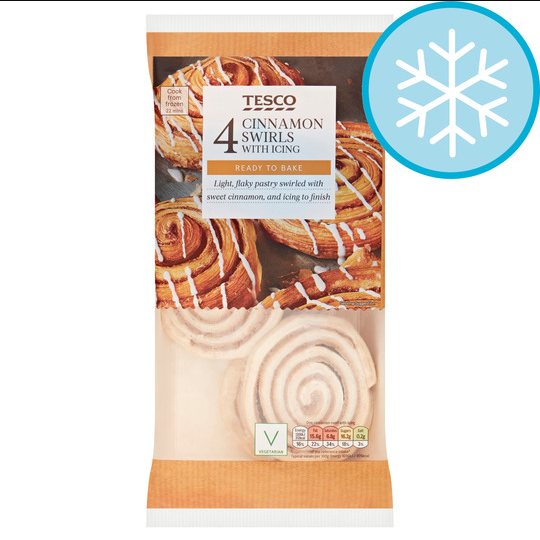 TESCO
4 CINNAMON
SWIRLS
WITH ICING
READY TO BAKE
Light, flaky pastry swirled with
sweet cinnamon, and icing to finish
Cook
from
frozen
22 mins
V
VEGETARIAN
Energy Fat Saturates Sugars Salt
15.6g 6.8g 16.2g 0.2g
16% 22% 34% 18% 3%